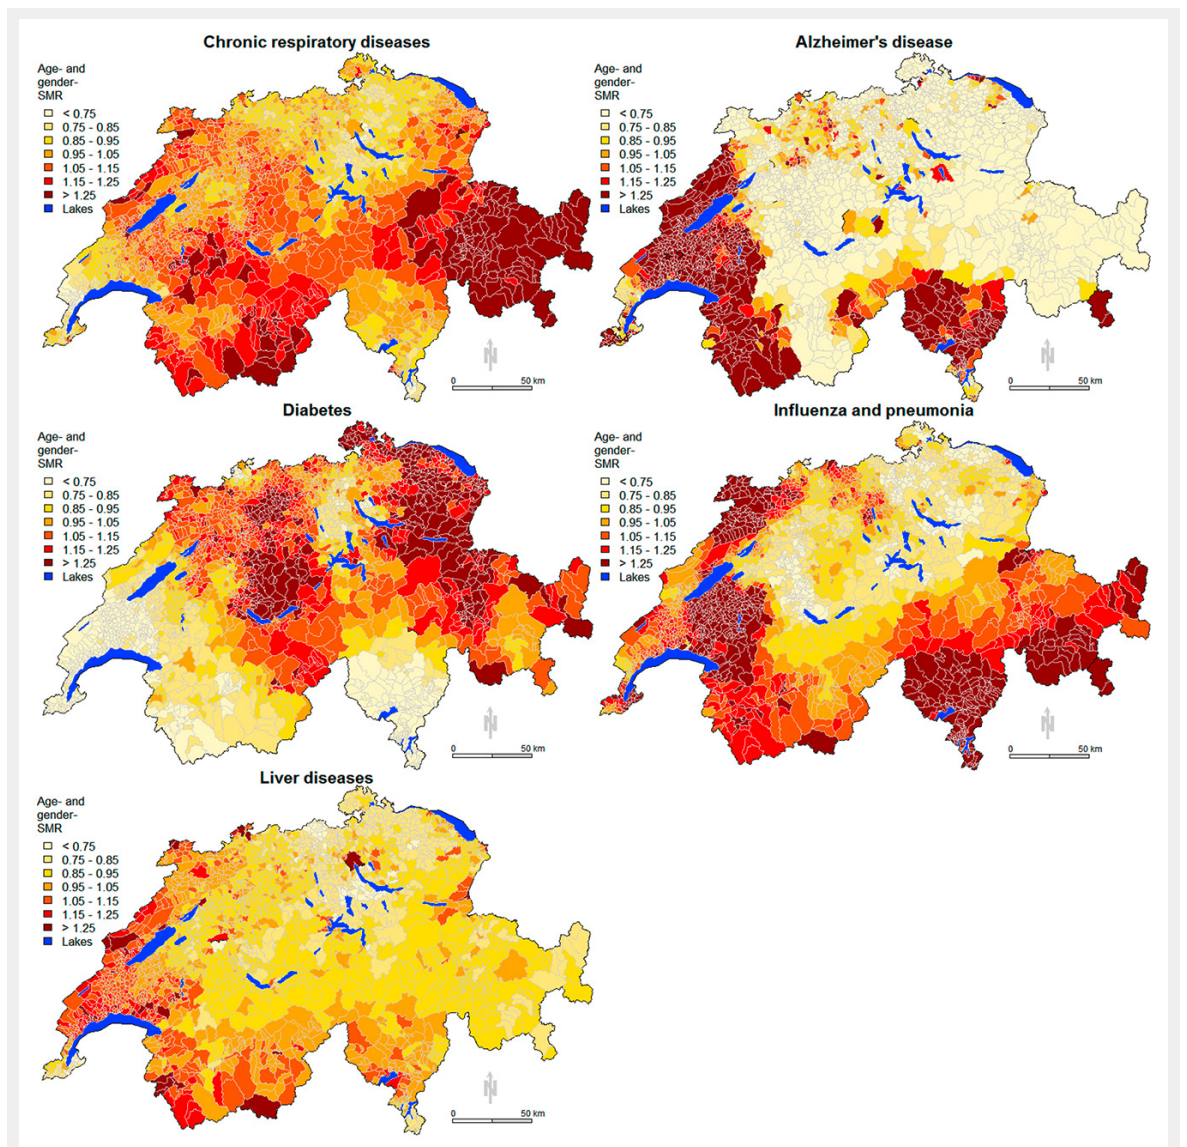 Chronic respiratory diseases
Age- and
gender-
SMR
< 0.75
0.75 - 0.85
0.85 - 0.95
0.95 - 1.05
1.05 - 1.15
1.15 - 1.25
> 1.25
Lakes
N
0 50 km
Alzheimer's disease
Age- and
gender-
SMR
< 0.75
0.75 - 0.85
0.85 - 0.95
0.95 - 1.05
1.05 - 1.15
1.15 - 1.25
> 1.25
Lakes
N
0 50 km
Diabetes
Age- and
gender-
SMR
< 0.75
0.75 - 0.85
0.85 - 0.95
0.95 - 1.05
1.05 - 1.15
1.15 - 1.25
> 1.25
Lakes
N
0 50 km
Influenza and pneumonia
Age- and
gender-
SMR
< 0.75
0.75 - 0.85
0.85 - 0.95
0.95 - 1.05
1.05 - 1.15
1.15 - 1.25
> 1.25
Lakes
N
0 50 km
Liver diseases
Age- and
gender-
SMR
< 0.75
0.75 - 0.85
0.85 - 0.95
0.95 - 1.05
1.05 - 1.15
1.15 - 1.25
> 1.25
Lakes
N
0 50 km